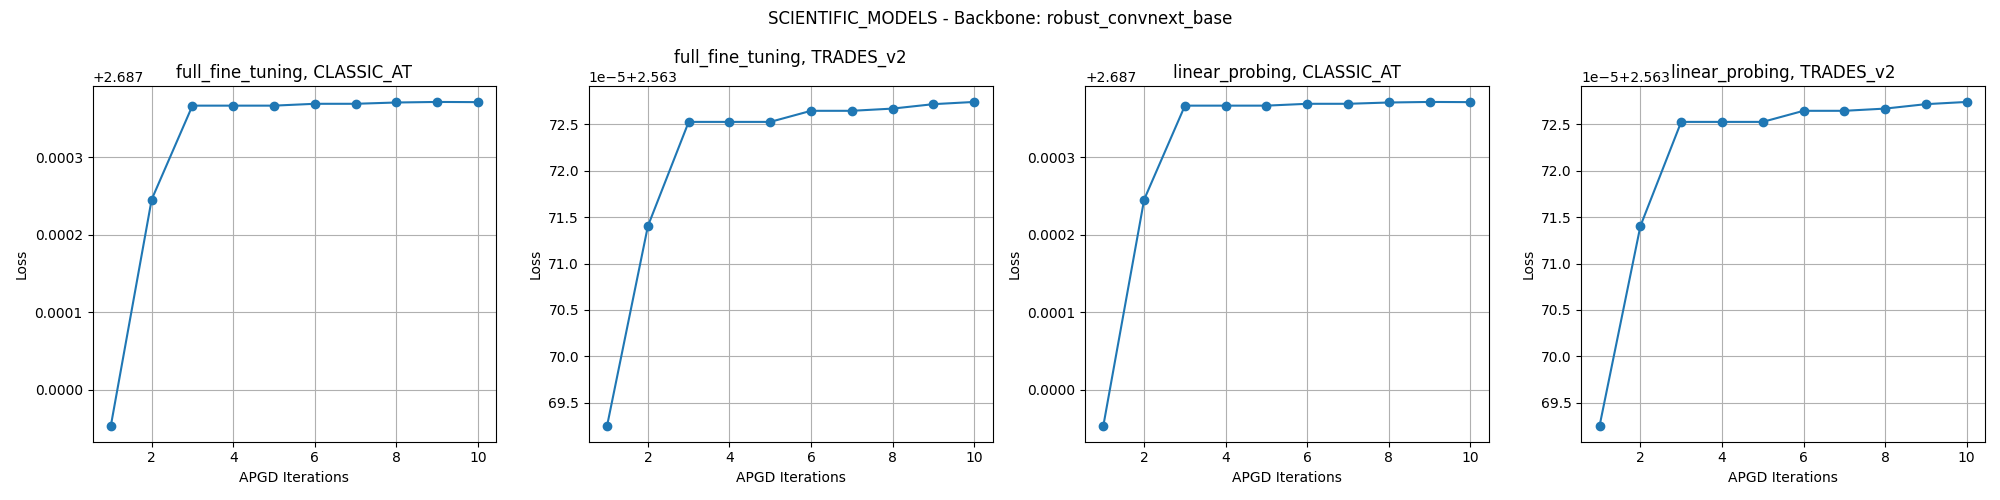 SCIENTIFIC_MODELS - Backbone: robust_convnext_base
full_fine_tuning, CLASSIC_AT
+2.687
0.0003
0.0002
0.0001
0.0000
Loss
2 4 6 8 10
APGD Iterations
full_fine_tuning, TRADES_v2
1e-5+2.563
72.5
72.0
71.5
71.0
70.5
70.0
69.5
Loss
2 4 6 8 10
APGD Iterations
linear_probing, CLASSIC_AT
+2.687
0.0003
0.0002
0.0001
0.0000
Loss
2 4 6 8 10
APGD Iterations
linear_probing, TRADES_v2
1e-5+2.563
72.5
72.0
71.5
71.0
70.5
70.0
69.5
Loss
2 4 6 8 10
APGD Iterations